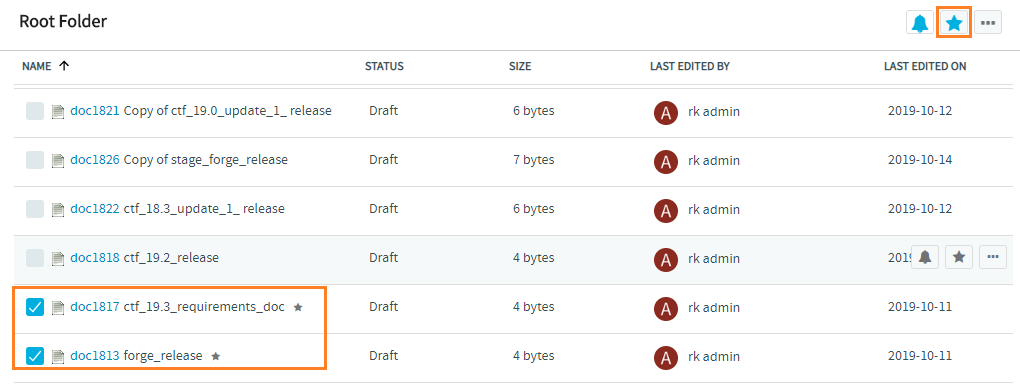 Root Folder
NAME STATUS SIZE LAST EDITED BY LAST EDITED ON
doc1821 Copy of ctf_19.0_update_1_ release Draft 6 bytes A rk admin 2019-10-12
doc1826 Copy of stage_forge_release Draft 7 bytes A rk admin 2019-10-14
doc1822 ctf_18.3_update_1_ release Draft 6 bytes A rk admin 2019-10-12
doc1818 ctf_19.2_release Draft 4 bytes A rk admin 201
doc1817 ctf_19.3_requirements_doc Draft 4 bytes A rk admin 2019-10-11
doc1813 forge_release Draft 4 bytes A rk admin 2019-10-11